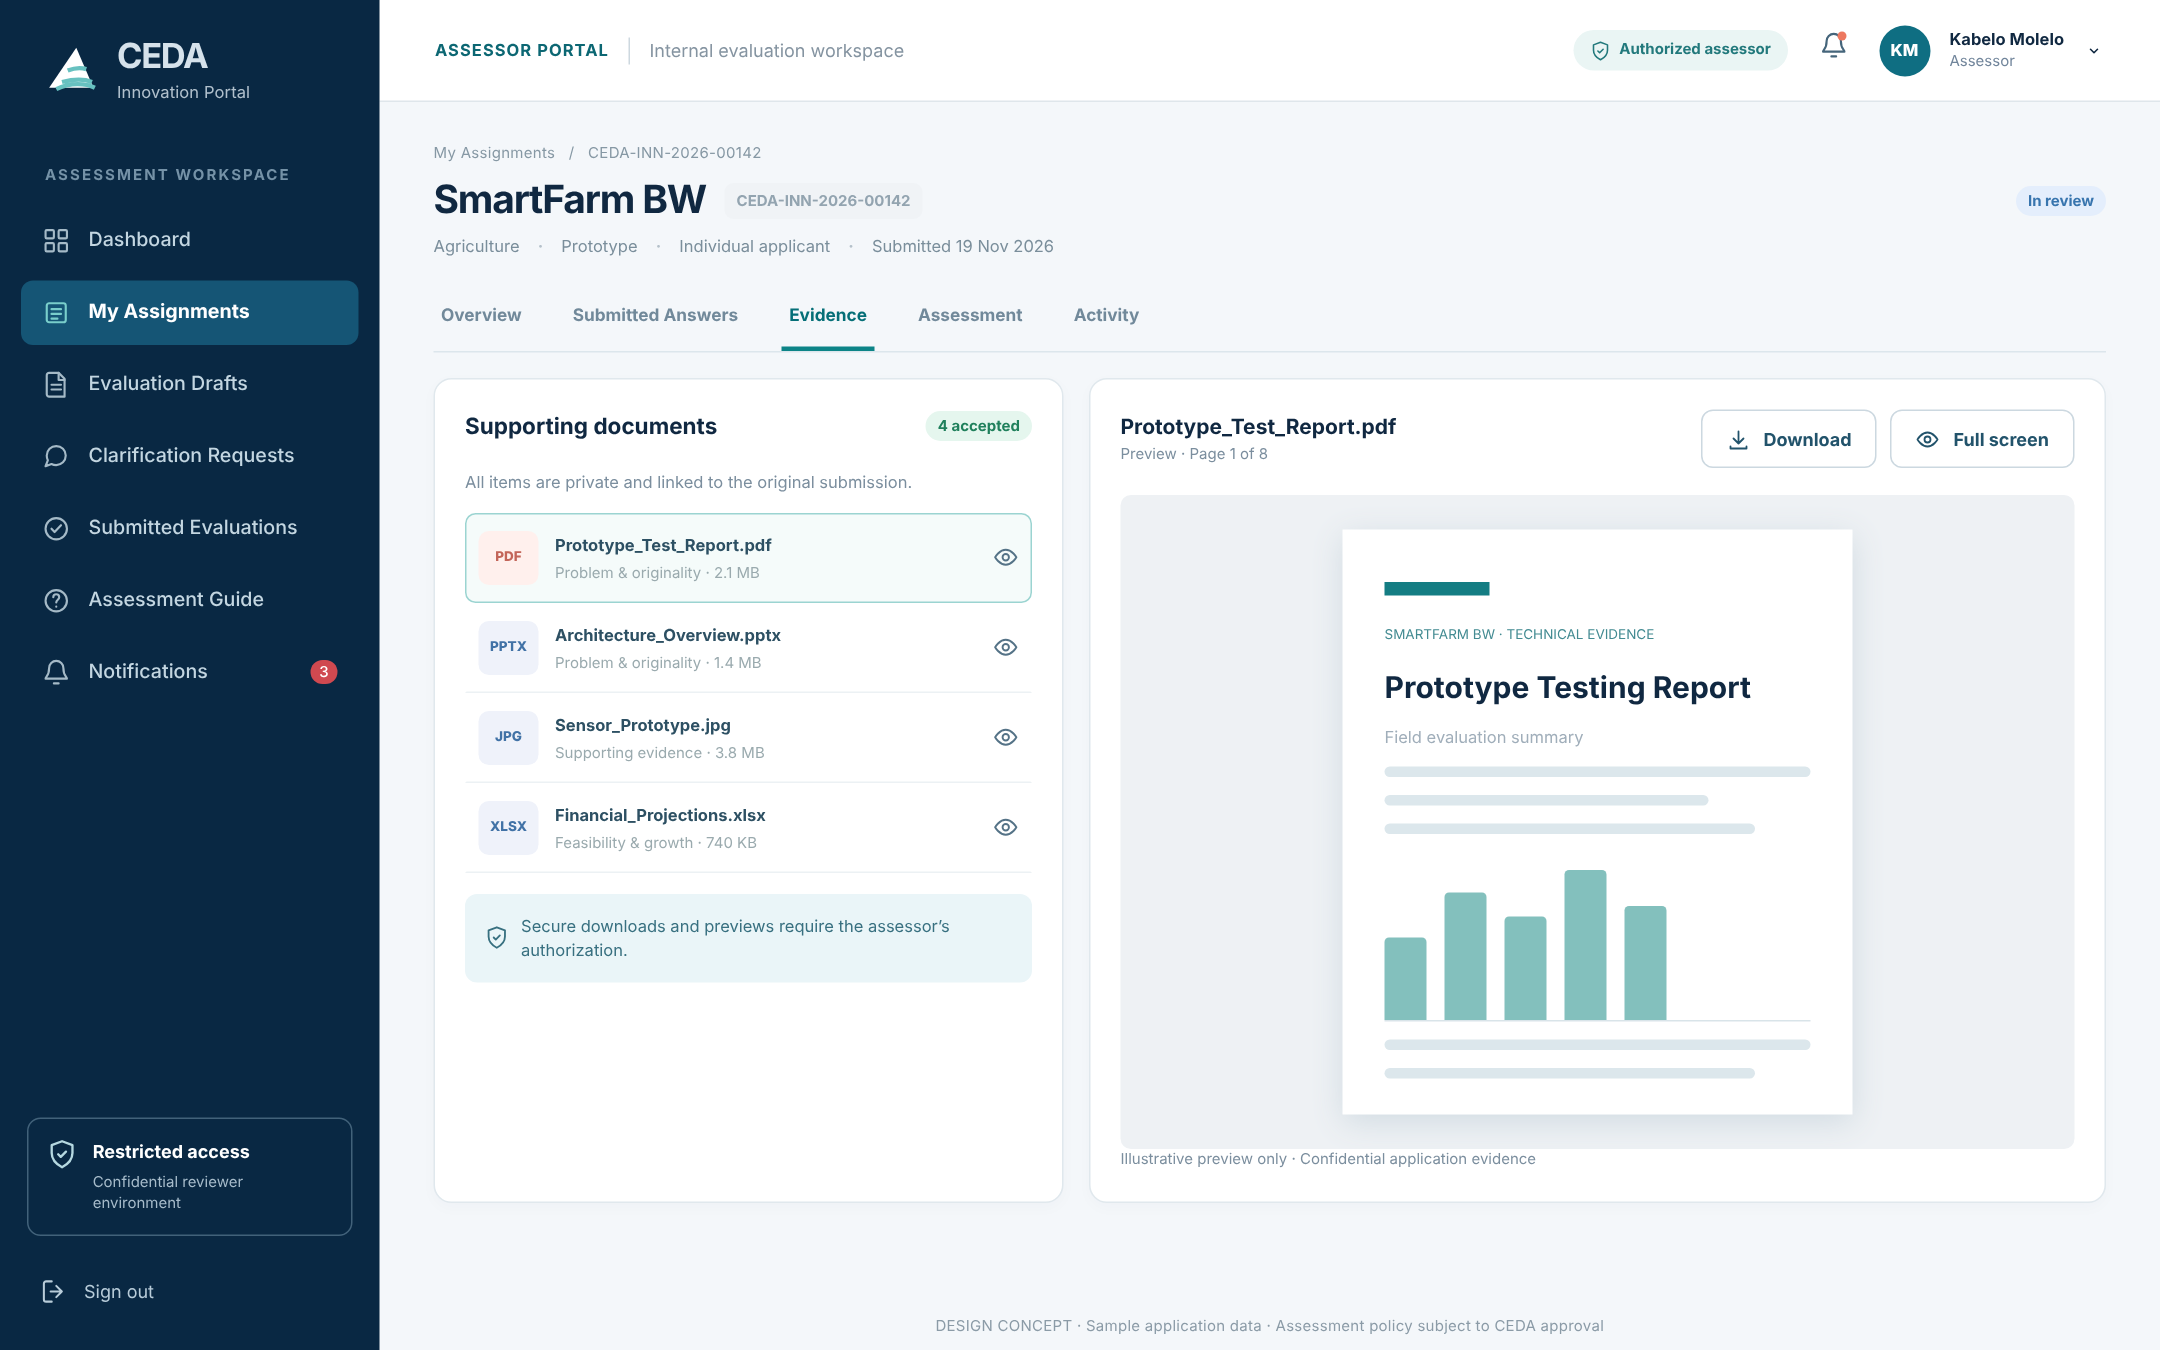 CEDA
Innovation Portal
ASSESSMENT WORKSPACE
Dashboard
My Assignments
Evaluation Drafts
Clarification Requests
Submitted Evaluations
Assessment Guide
Notifications
3
Restricted access
Confidential reviewer
environment
Sign out
ASSESSOR PORTAL
Internal evaluation workspace
Authorized assessor
KM
Kabelo Molelo
Assessor
My Assignments / CEDA-INN-2026-00142
SmartFarm BW
CEDA-INN-2026-00142
In review
Agriculture · Prototype · Individual applicant · Submitted 19 Nov 2026
Overview
Submitted Answers
Evidence
Assessment
Activity
Supporting documents
4 accepted
All items are private and linked to the original submission.
PDF
Prototype_Test_Report.pdf
Problem & originality · 2.1 MB
PPTX
Architecture_Overview.pptx
Problem & originality · 1.4 MB
JPG
Sensor_Prototype.jpg
Supporting evidence · 3.8 MB
XLSX
Financial_Projections.xlsx
Feasibility & growth · 740 KB
Secure downloads and previews require the assessor’s
authorization.
Prototype_Test_Report.pdf
Preview · Page 1 of 8
Download
Full screen
SMARTFARM BW · TECHNICAL EVIDENCE
Prototype Testing Report
Field evaluation summary
Illustrative preview only · Confidential application evidence
DESIGN CONCEPT · Sample application data · Assessment policy subject to CEDA approval